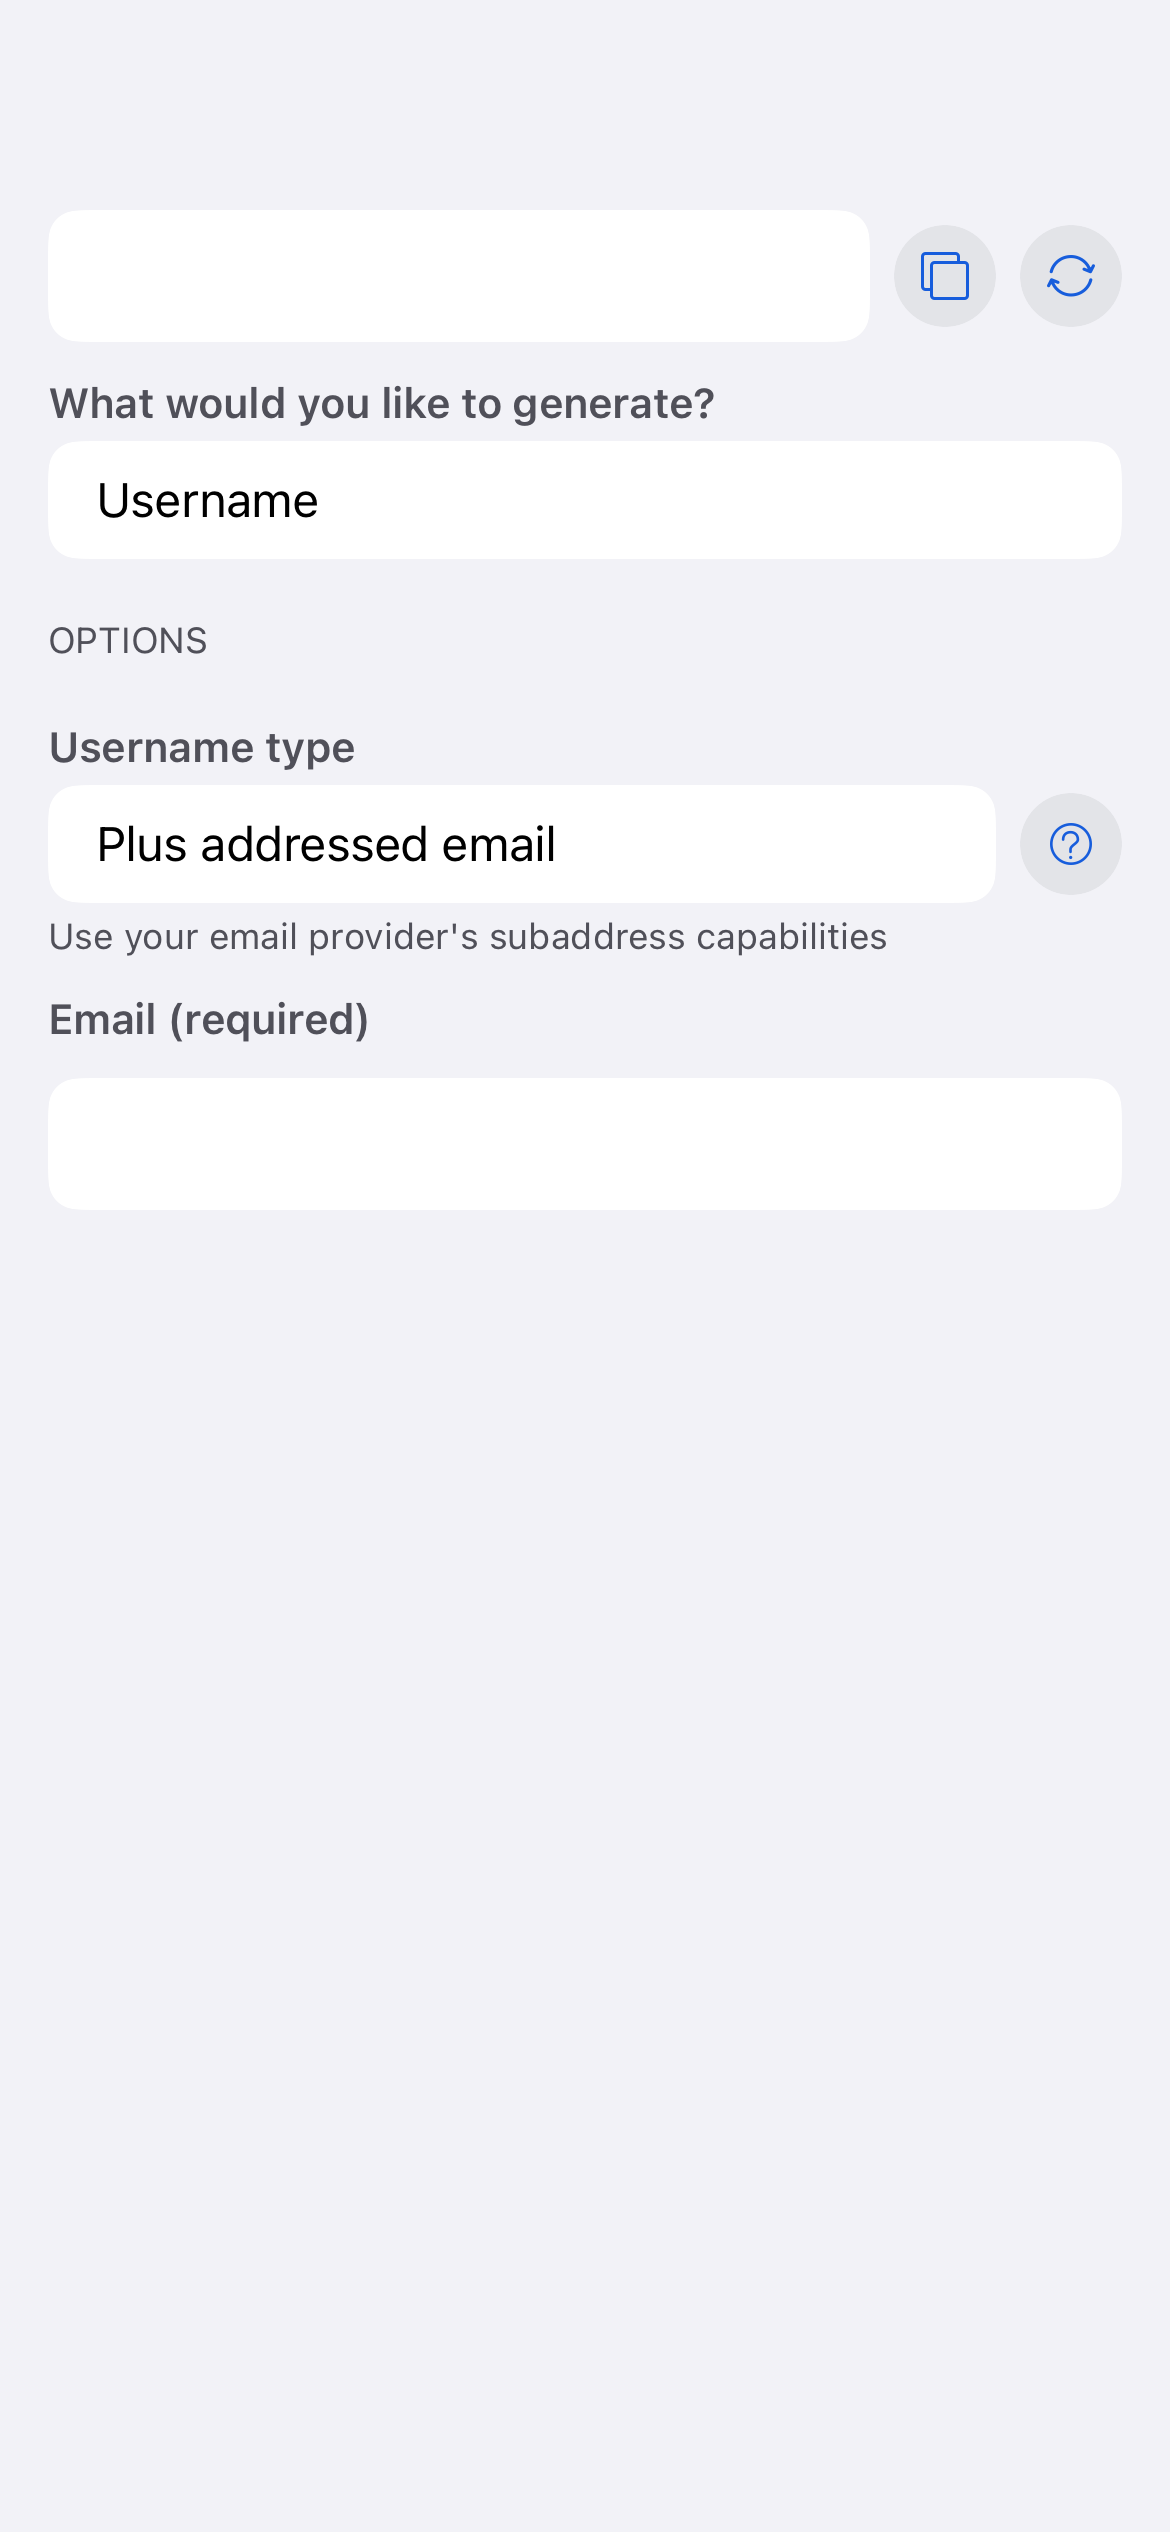 What would you like to generate?
Username
OPTIONS
Username type
Plus addressed email
Use your email provider's subaddress capabilities
Email (required)